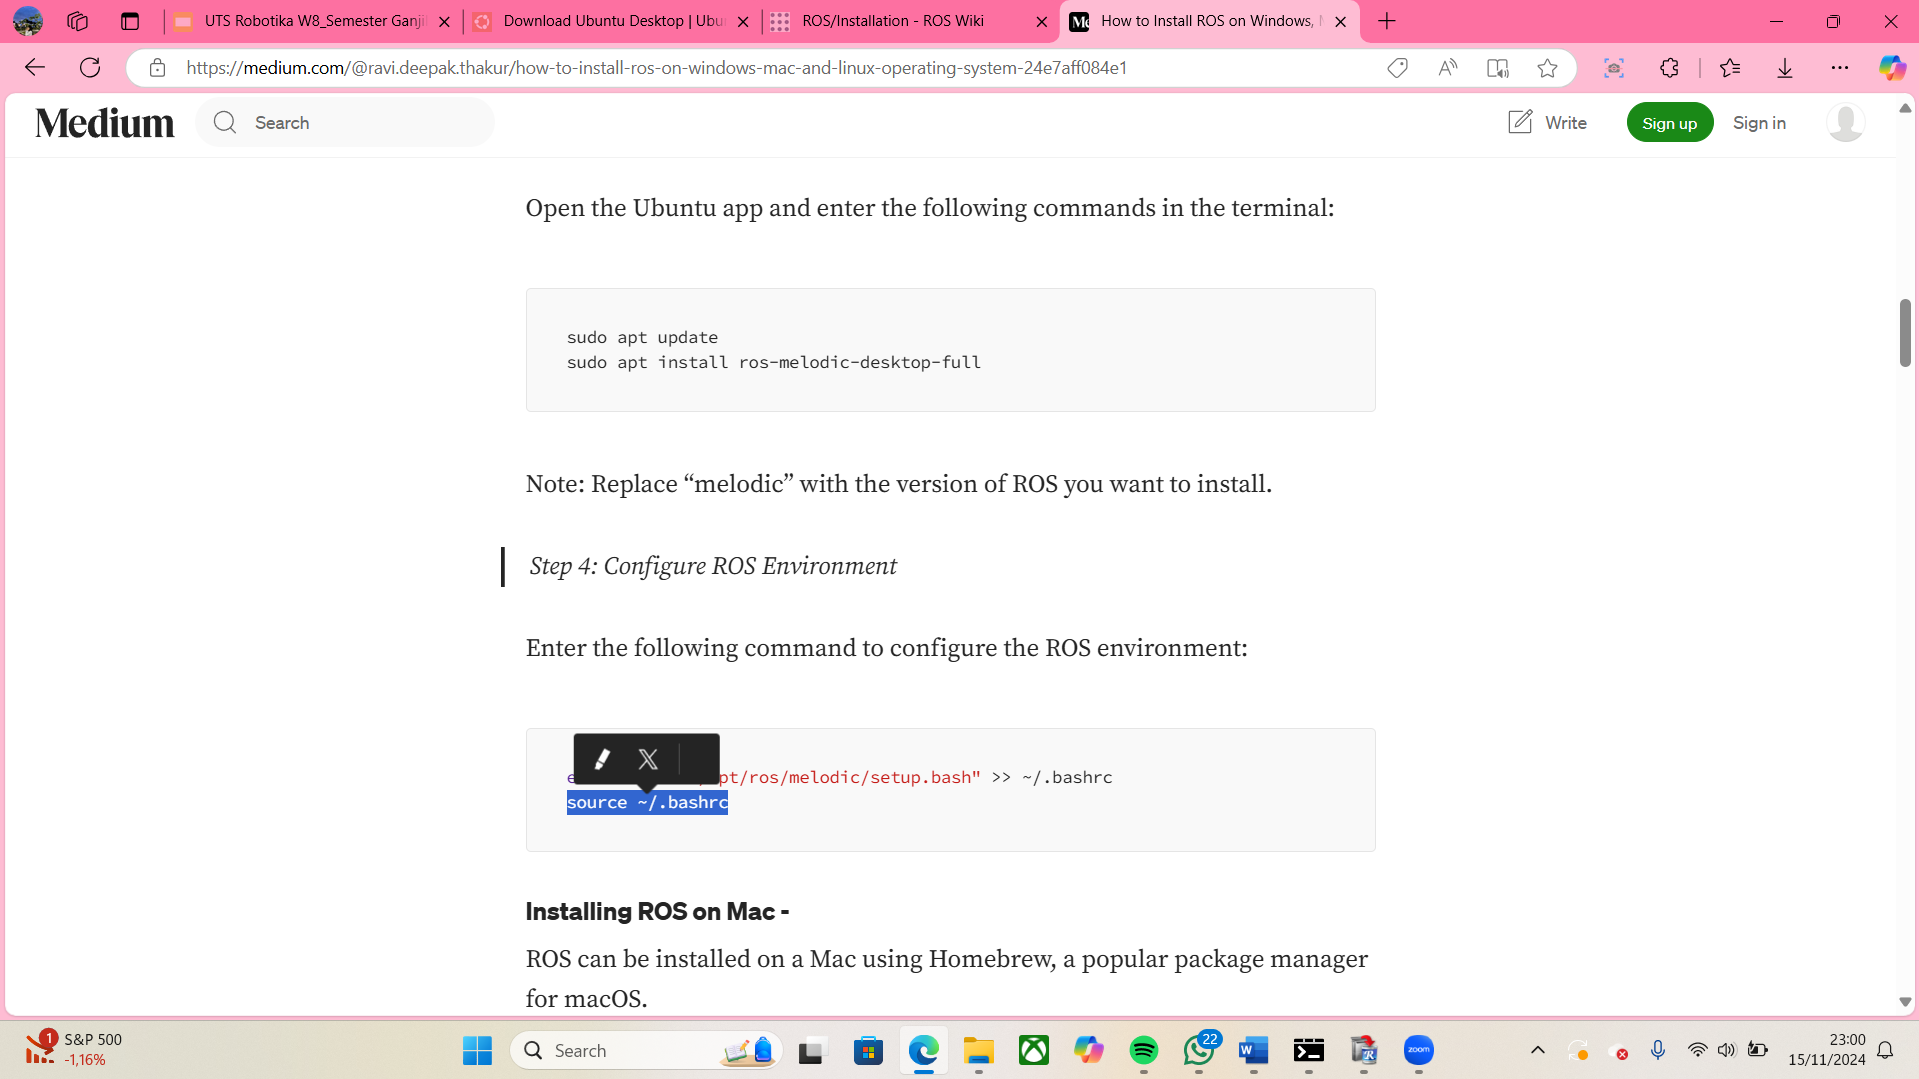 UTS Robotika W8_Semester Ganji
Download Ubuntu Desktop | Ubu
ROS/Installation - ROS Wiki
How to Install ROS on Windows,
https://medium.com/@ravi.deepak.thakur/how-to-install-ros-on-windows-mac-and-linux-operating-system-24e7aff084e1
Medium
Search
Write
Sign up
Sign in
Open the Ubuntu app and enter the following commands in the terminal:
sudo apt update
sudo apt install ros-melodic-desktop-full
Note: Replace “melodic” with the version of ROS you want to install.
Step 4: Configure ROS Environment
Enter the following command to configure the ROS environment:
e pt/ros/melodic/setup.bash" >> ~/.bashrc
source ~/.bashrc
Installing ROS on Mac -
ROS can be installed on a Mac using Homebrew, a popular package manager
for macOS.
1
S&P 500
-1,16%
Search
22
zoom
23:00
15/11/2024